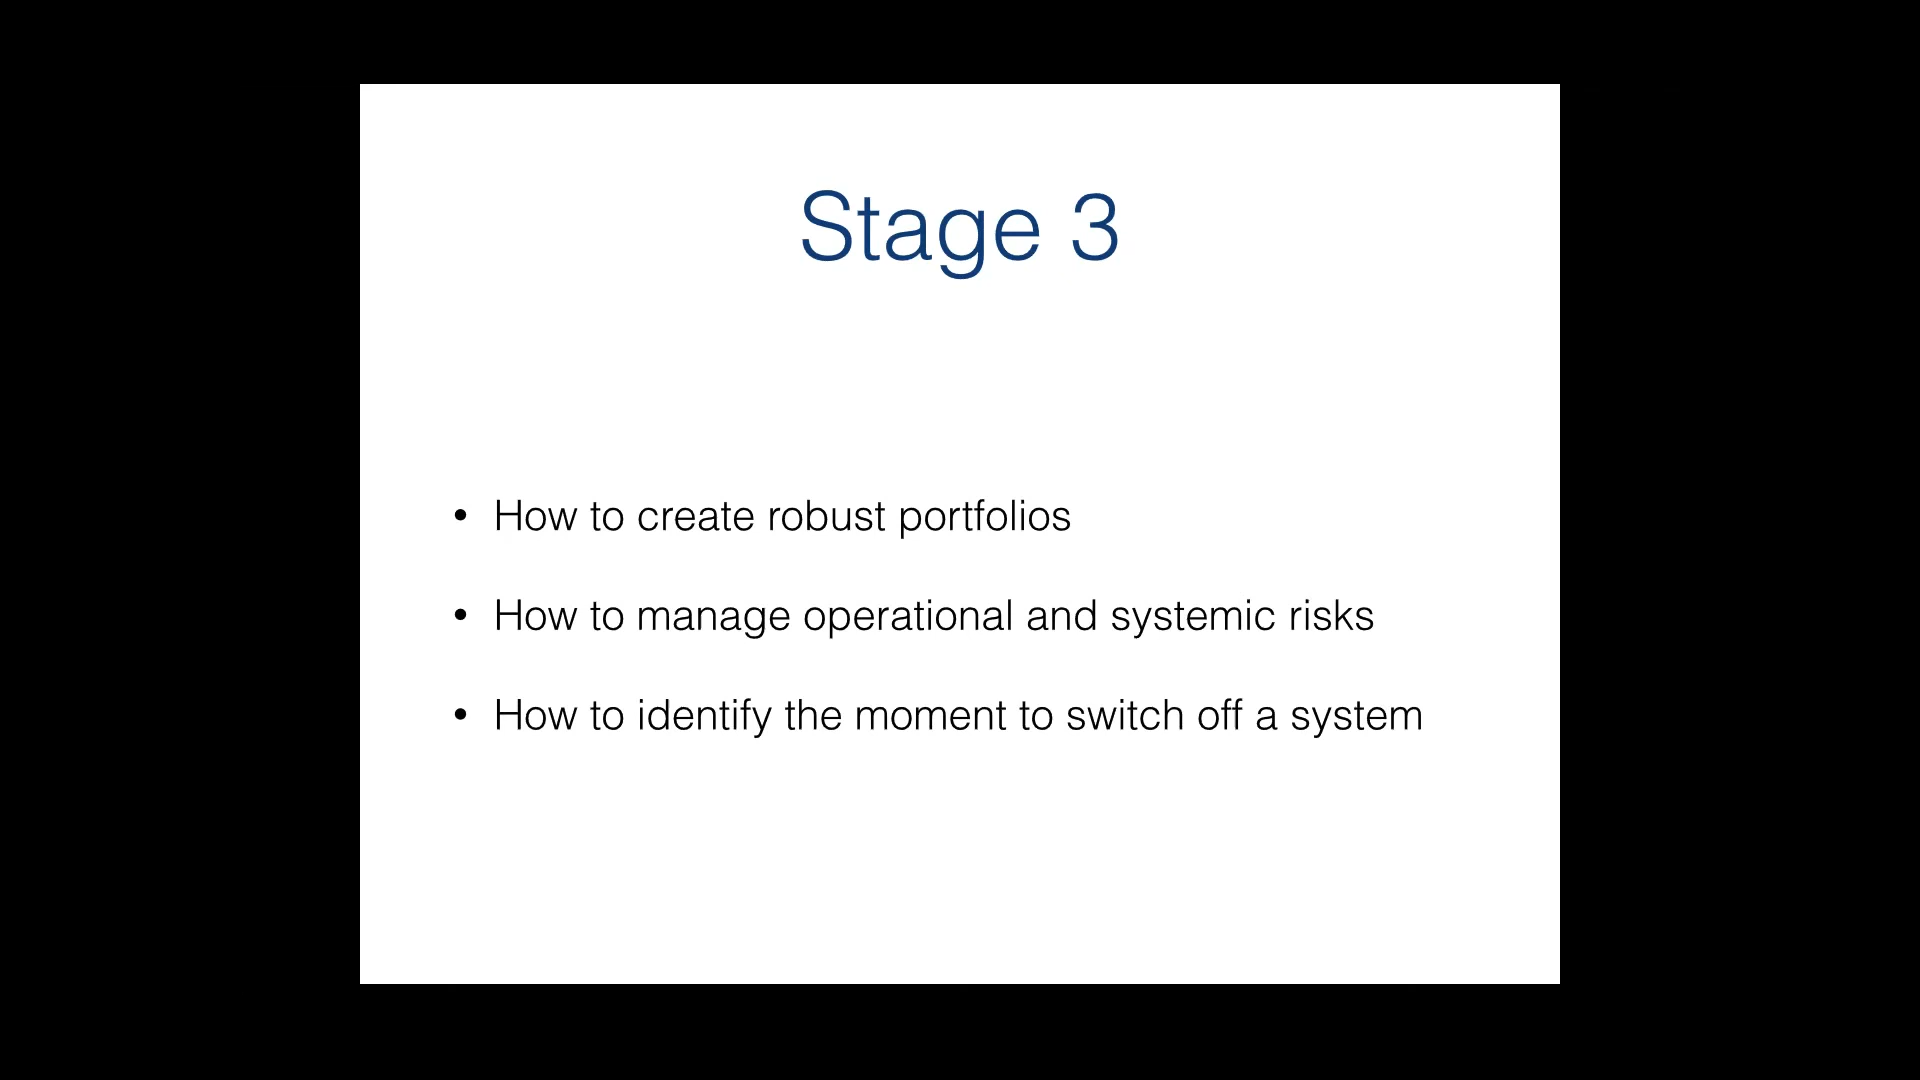 Stage 3
• How to create robust portfolios
• How to manage operational and systemic risks
• How to identify the moment to switch off a system